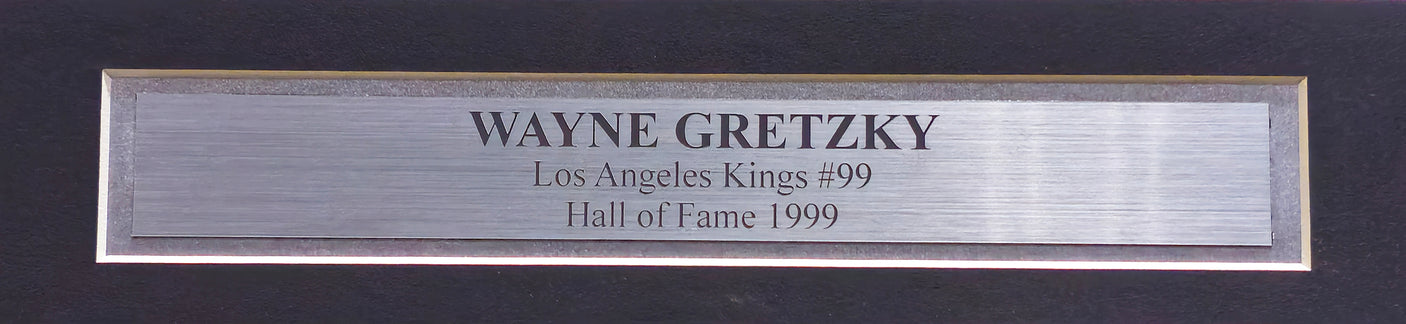 WAYNE GRETZKY
Los Angeles Kings #99
Hall of Fame 1999